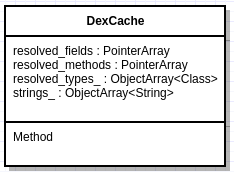 DexCache
resolved_fields : PointerArray
resolved_methods : PointerArray
resolved_types_ : ObjectArray<Class>
strings_ : ObjectArray<String>
Method